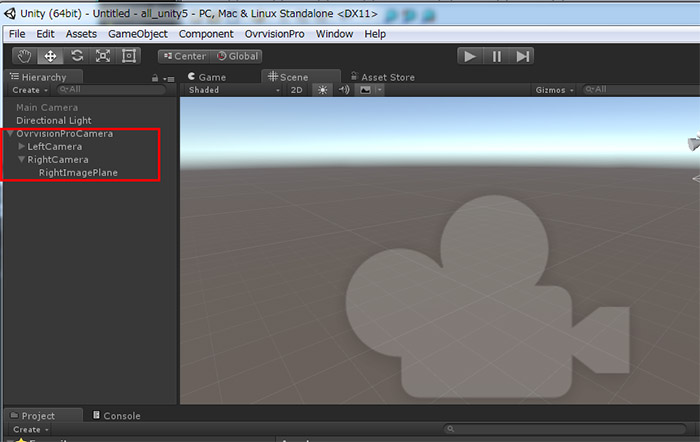 Unity (64bit) - Untitled - all_unity5 - PC, Mac & Linux Standalone <DX11>
File Edit Assets GameObject Component OvrvisionPro Window Help
Center Global
Hierarchy Game Scene Asset Store
Create All Shaded 2D Gizmos All
Main Camera
Directional Light
OvrvisionProCamera
LeftCamera
RightCamera
RightImagePlane
Project Console
Create